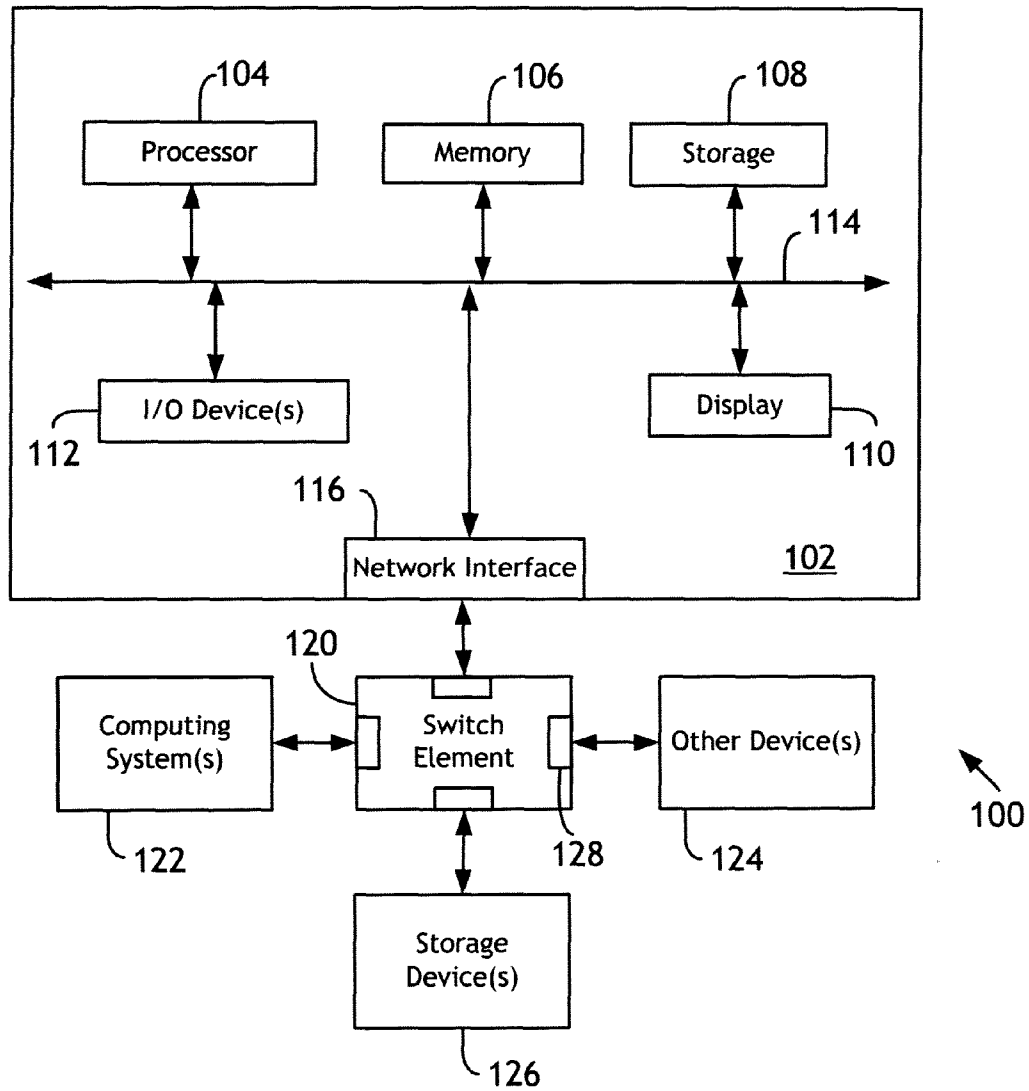 104
106
108
Processor
Memory
Storage
114
I/O Device(s)
Display
112
110
116
Network Interface
102
120
Computing
System(s)
Switch
Element
Other Device(s)
100
122
128
124
Storage
Device(s)
126